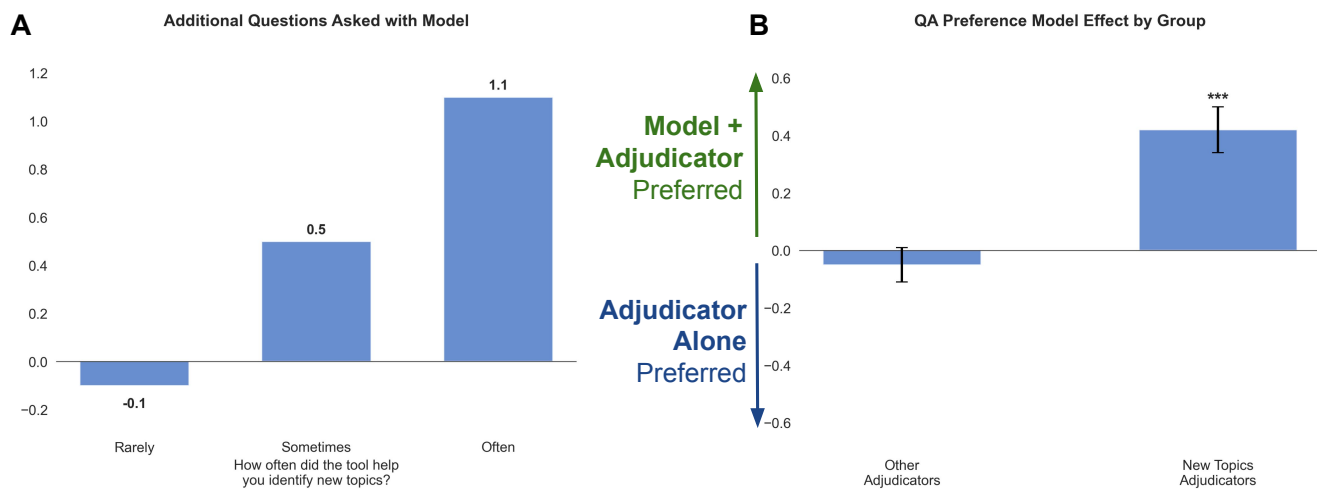 A
Additional Questions Asked with Model
1.2
1.0
0.8
0.6
0.4
0.2
0.0
−0.2
-0.1
0.5
1.1
Rarely
Sometimes
Often
How often did the tool help
you identify new topics?
Model +
Adjudicator
Preferred
Adjudicator
Alone
Preferred
B
QA Preference Model Effect by Group
0.6
0.4
0.2
0.0
−0.2
−0.4
−0.6
***
Other
Adjudicators
New Topics
Adjudicators